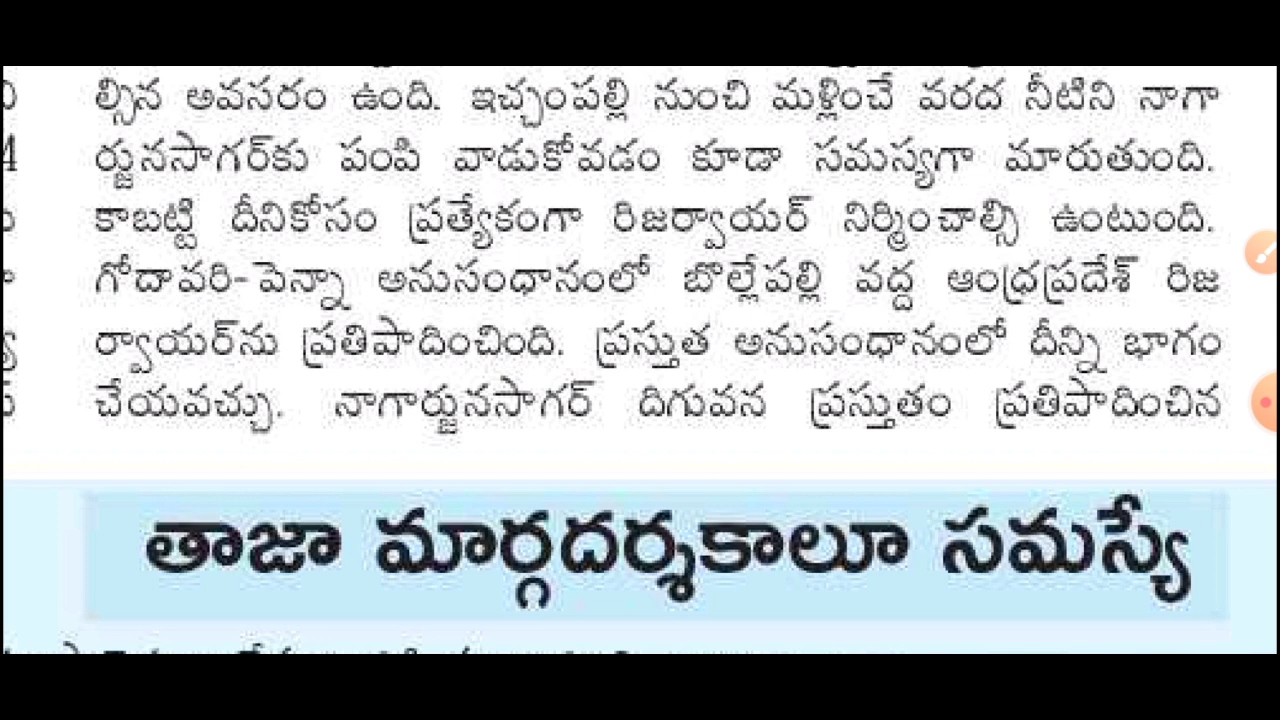 ల్సిన అవసరం ఉంది. ఇచ్చంపల్లి నుంచి మళ్లించే వరద నీటిని నాగా
4 ర్జునసాగర్‌కు పంపి వాడుకోవడం కూడా సమస్యగా మారుతుంది.
కాబట్టి దీనికోసం ప్రత్యేకంగా రిజర్వాయర్ నిర్మించాల్సి ఉంటుంది.
గోదావరి-పెన్నా అనుసంధానంలో బొల్లేపల్లి వద్ద ఆంధ్రప్రదేశ్ రిజ
ర్వాయర్‌ను ప్రతిపాదించింది. ప్రస్తుత అనుసంధానంలో దీన్ని భాగం
చేయవచ్చు. నాగార్జునసాగర్ దిగువన ప్రస్తుతం ప్రతిపాదించిన
తాజా మార్గదర్శకాలూ సమస్యే